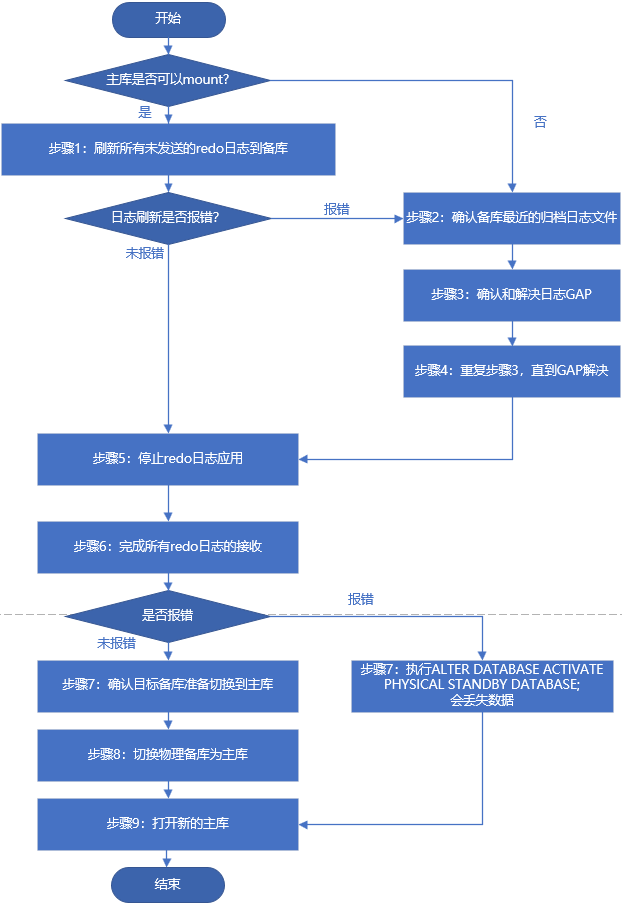 开始
主库是否可以mount?
是
否
步骤1：刷新所有未发送的redo日志到备库
日志刷新是否报错?
报错
步骤2：确认备库最近的归档日志文件
未报错
步骤3：确认和解决日志GAP
步骤4：重复步骤3，直到GAP解决
步骤5：停止redo日志应用
步骤6：完成所有redo日志的接收
是否报错
报错
未报错
步骤7：确认目标备库准备切换到主库
步骤7：执行ALTER DATABASE ACTIVATE
PHYSICAL STANDBY DATABASE;
会丢失数据
步骤8：切换物理备库为主库
步骤9：打开新的主库
结束